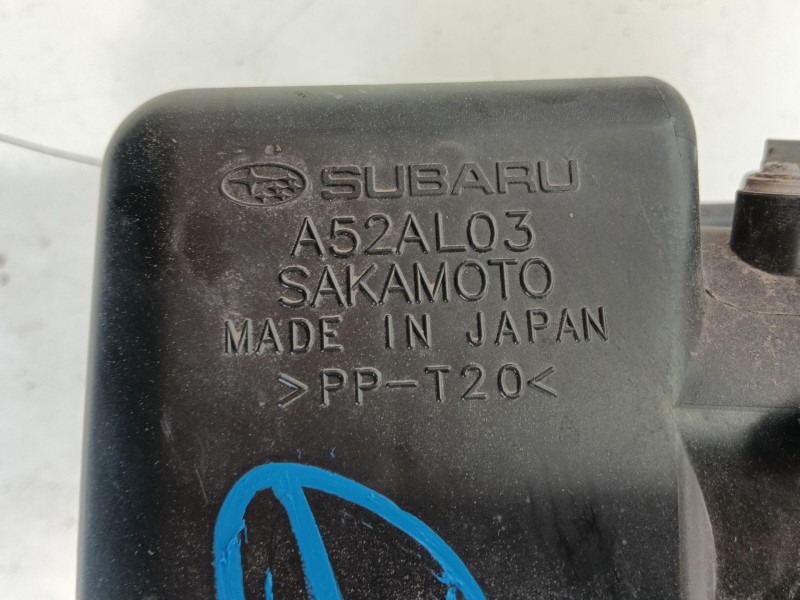 SUBARU
A52AL03
SAKAMOTO
MADE IN JAPAN
>PP-T20<